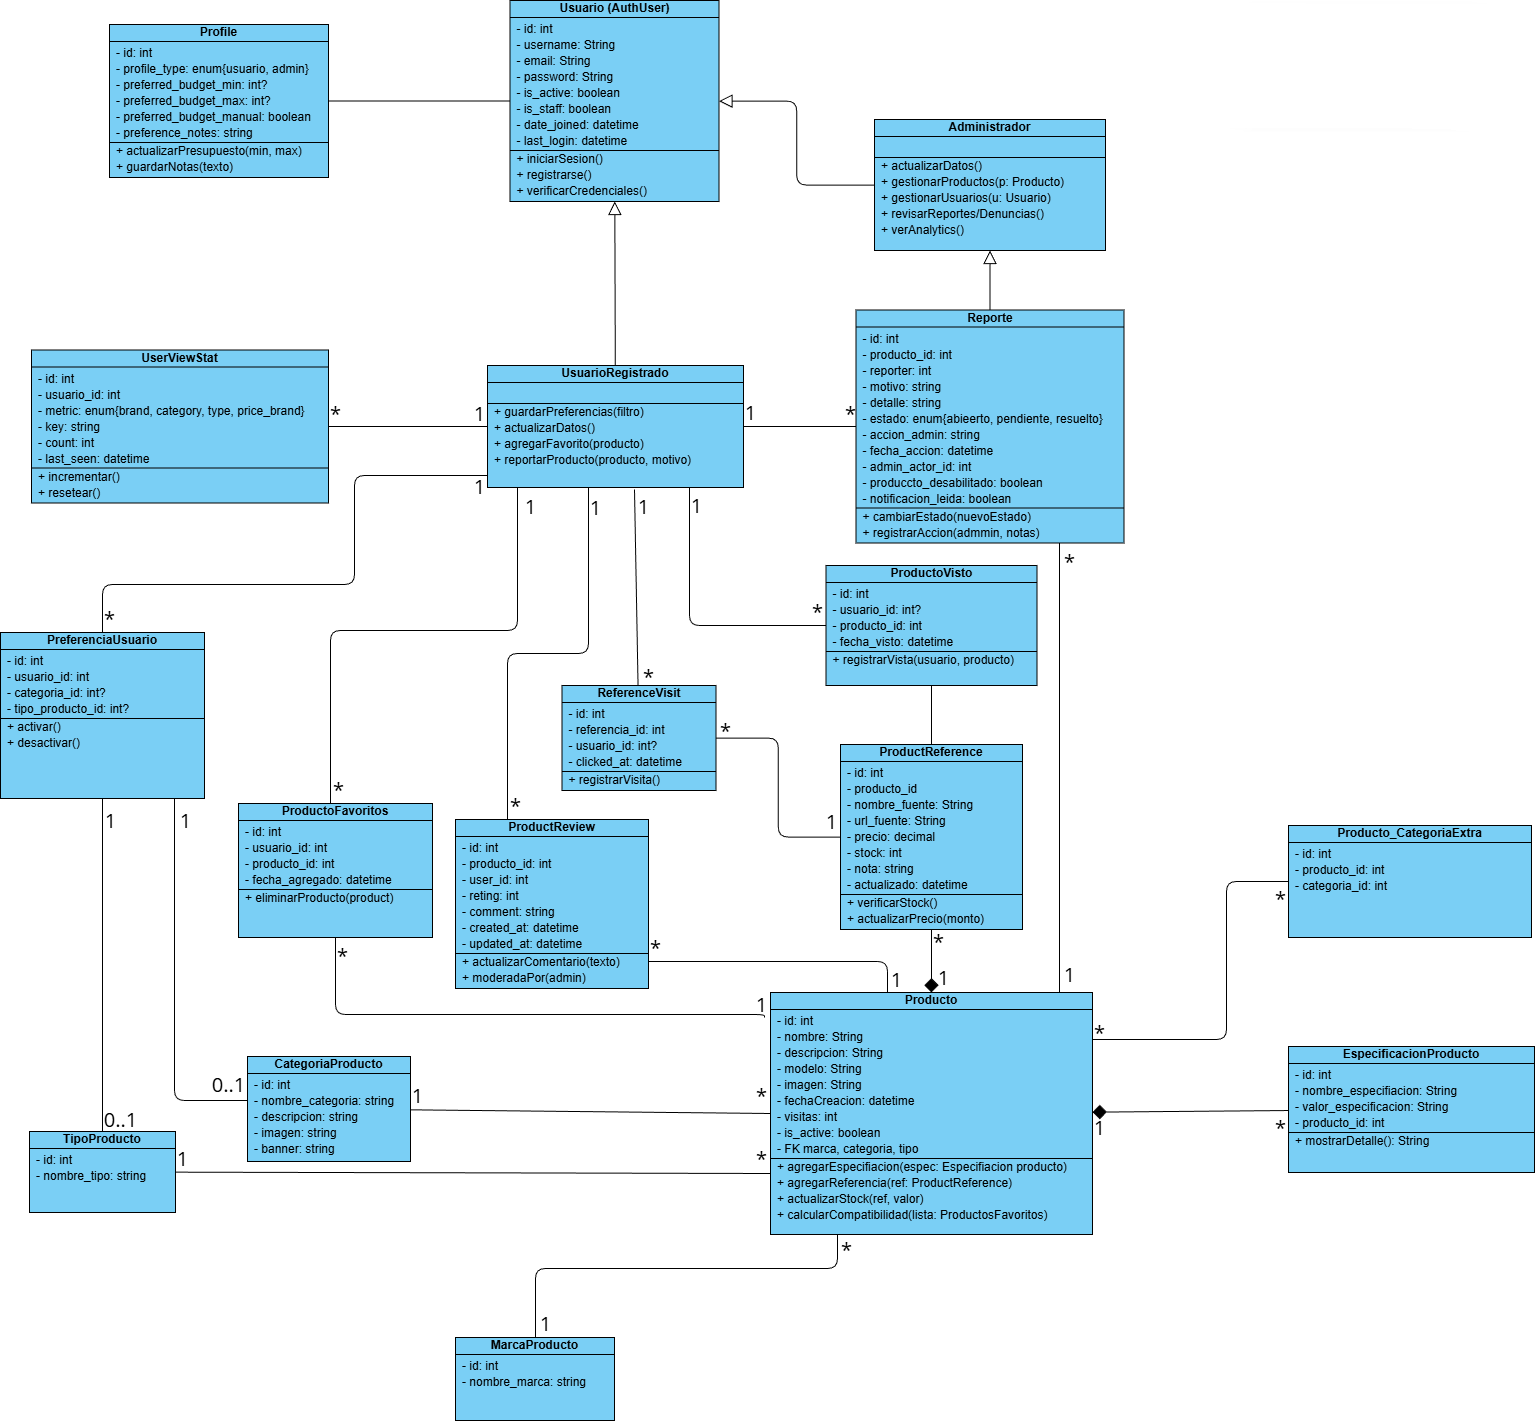 Usuario (AuthUser)
- id: int
- username: String
- email: String
- password: String
- is_active: boolean
- is_staff: boolean
- date_joined: datetime
- last_login: datetime
+ iniciarSesion()
+ registrarse()
+ verificarCredenciales()
Profile
- id: int
- profile_type: enum{usuario, admin}
- preferred_budget_min: int?
- preferred_budget_max: int?
- preferred_budget_manual: boolean
- preference_notes: string
+ actualizarPresupuesto(min, max)
+ guardarNotas(texto)
Administrador
+ actualizarDatos()
+ gestionarProductos(p: Producto)
+ gestionarUsuarios(u: Usuario)
+ revisarReportes/Denuncias()
+ verAnalytics()
Reporte
- id: int
- producto_id: int
- reporter: int
- motivo: string
- detalle: string
- estado: enum{abieerto, pendiente, resuelto}
- accion_admin: string
- fecha_accion: datetime
- admin_actor_id: int
- produccto_desabilitado: boolean
- notificacion_leida: boolean
+ cambiarEstado(nuevoEstado)
+ registrarAccion(admmin, notas)
UserViewStat
- id: int
- usuario_id: int
- metric: enum{brand, category, type, price_brand}
- key: string
- count: int
- last_seen: datetime
+ incrementar()
+ resetear()
*
1
UsuarioRegistrado
+ guardarPreferencias(filtro)
+ actualizarDatos()
+ agregarFavorito(producto)
+ reportarProducto(producto, motivo)
1
*
1
1
1
1
1
*
ProductoVisto
- id: int
- usuario_id: int?
- producto_id: int
- fecha_visto: datetime
+ registrarVista(usuario, producto)
*
*
PreferenciaUsuario
- id: int
- usuario_id: int
- categoria_id: int?
- tipo_producto_id: int?
+ activar()
+ desactivar()
1
1
*
ReferenceVisit
- id: int
- referencia_id: int
- usuario_id: int?
- clicked_at: datetime
+ registrarVisita()
*
1
ProductReference
- id: int
- producto_id
- nombre_fuente: String
- url_fuente: String
- precio: decimal
- stock: int
- nota: string
- actualizado: datetime
+ verificarStock()
+ actualizarPrecio(monto)
*
1
*
ProductoFavoritos
- id: int
- usuario_id: int
- producto_id: int
- fecha_agregado: datetime
+ eliminarProducto(product)
*
1
*
ProductReview
- id: int
- producto_id: int
- user_id: int
- reting: int
- comment: string
- created_at: datetime
- updated_at: datetime
+ actualizarComentario(texto)
+ moderadaPor(admin)
*
1
1
Producto_CategoriaExtra
- id: int
- producto_id: int
- categoria_id: int
*
*
Producto
- id: int
- nombre: String
- descripcion: String
- modelo: String
- imagen: String
- fechaCreacion: datetime
- visitas: int
- is_active: boolean
- FK marca, categoria, tipo
+ agregarEspecifiacion(espec: Especifiacion producto)
+ agregarReferencia(ref: ProductReference)
+ actualizarStock(ref, valor)
+ calcularCompatibilidad(lista: ProductosFavoritos)
EspecificacionProducto
- id: int
- nombre_especifiacion: String
- valor_especificacion: String
- producto_id: int
+ mostrarDetalle(): String
1
*
CategoriaProducto
- id: int
- nombre_categoria: string
- descripcion: string
- imagen: string
- banner: string
0..1
1
*
0..1
TipoProducto
- id: int
- nombre_tipo: string
1
*
*
1
MarcaProducto
- id: int
- nombre_marca: string